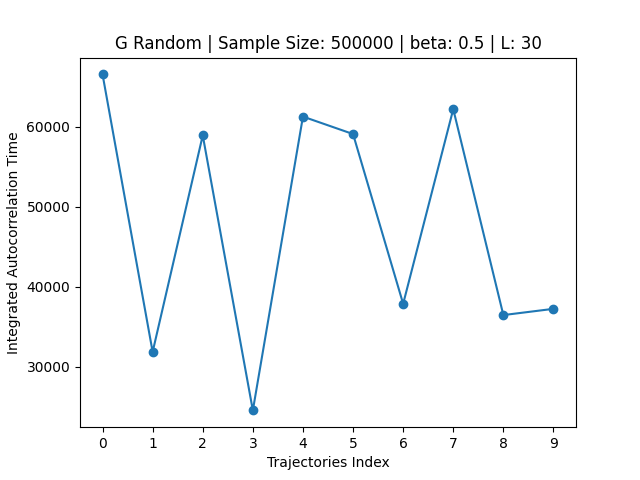 G Random | Sample Size: 500000 | beta: 0.5 | L: 30
Integrated Autocorrelation Time
60000
50000
40000
30000
0 1 2 3 4 5 6 7 8 9
Trajectories Index